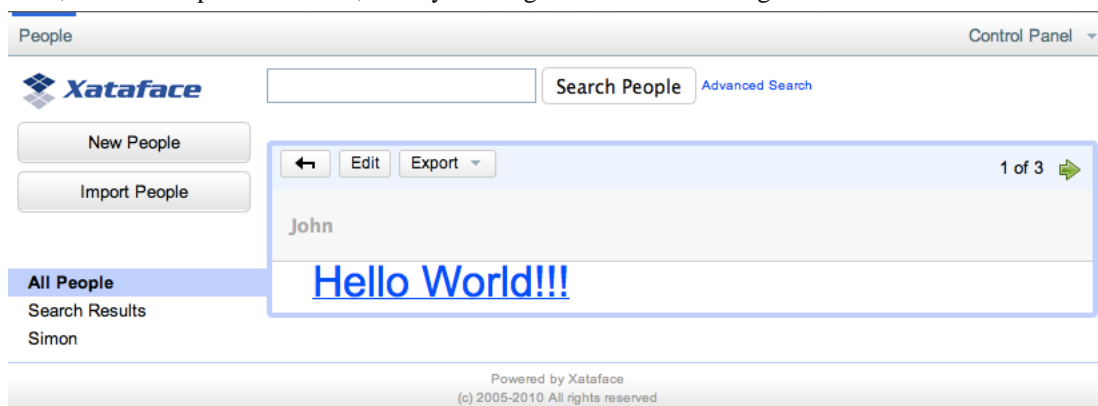 People Control Panel
Xataface Search People Advanced Search
New People
Edit Export 1 of 3
Import People
John
All People
Hello World!!!
Search Results
Simon
Powered by Xataface
(c) 2005-2010 All rights reserved